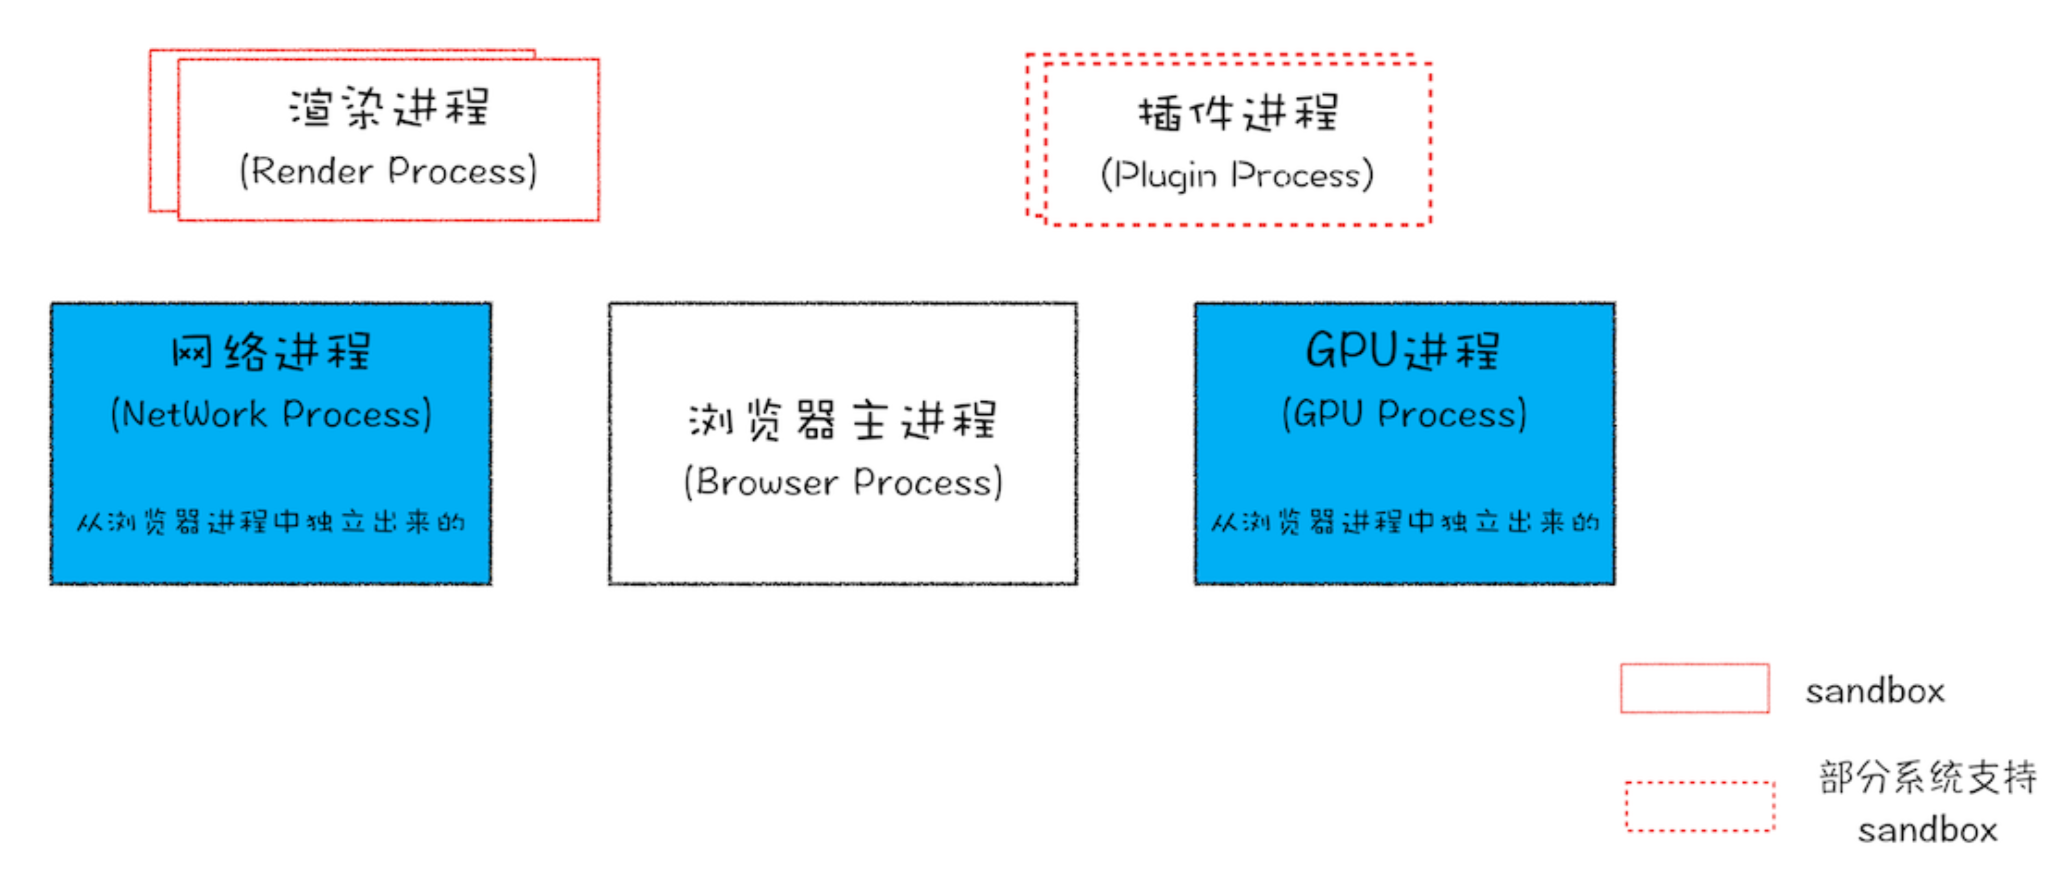 渲染进程
(Render Process)
插件进程
(Plugin Process)
网络进程
(NetWork Process)
从浏览器进程中独立出来的
浏览器主进程
(Browser Process)
GPU进程
(GPU Process)
从浏览器进程中独立出来的
sandbox
部分系统支持
sandbox